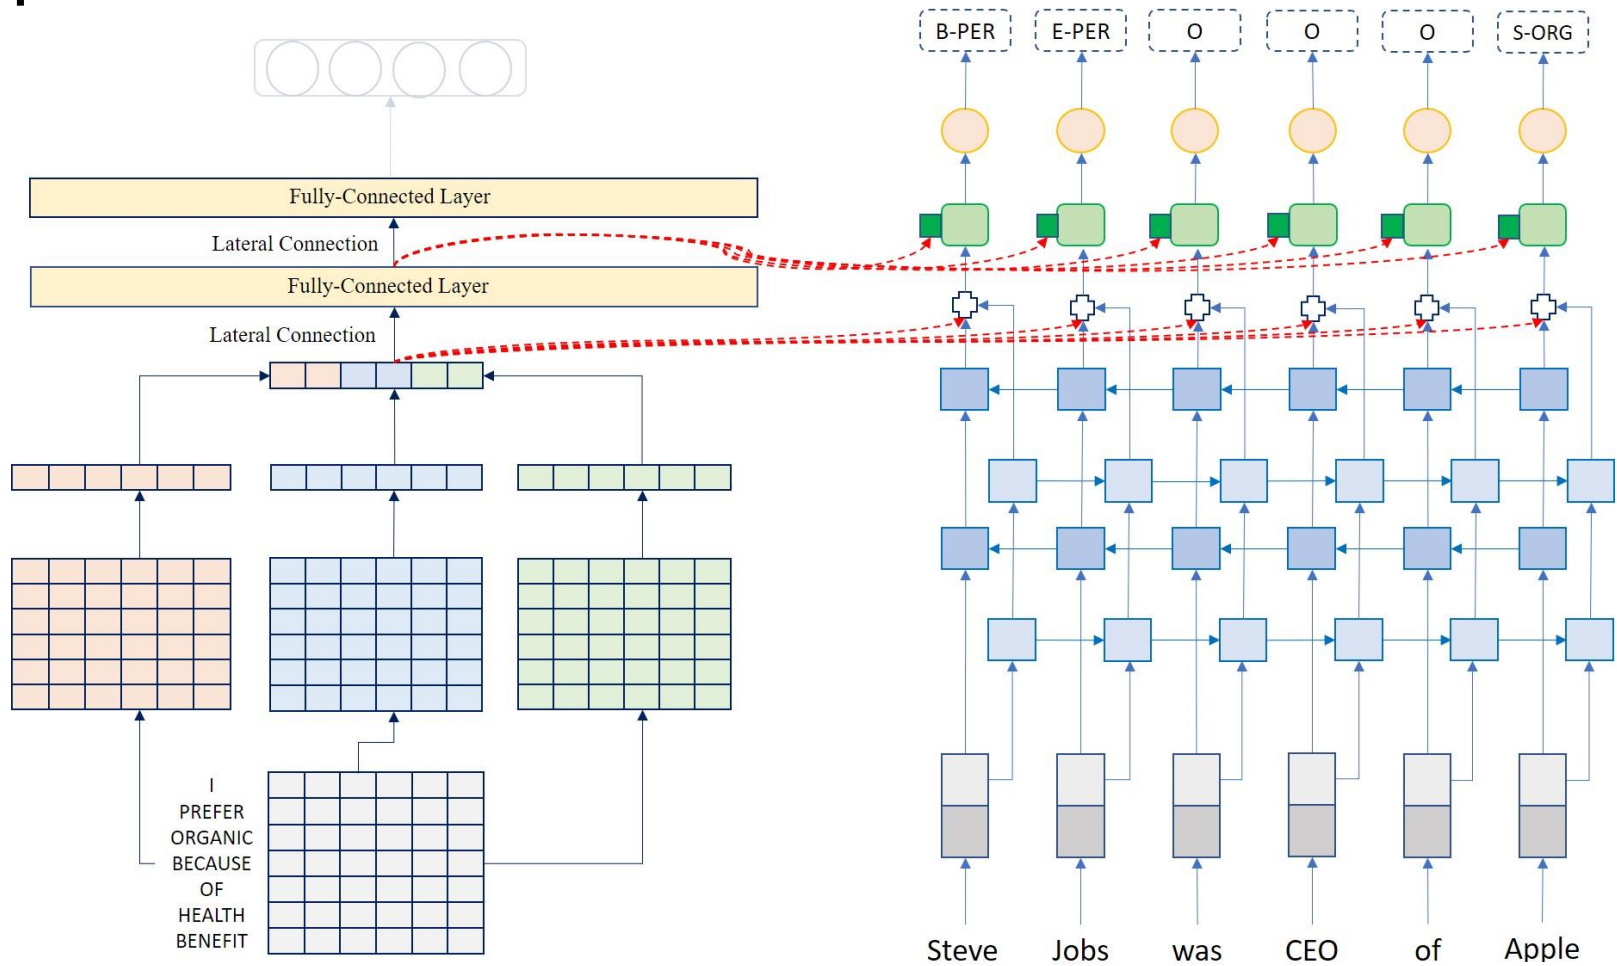 B-PER
E-PER
O
O
O
S-ORG
Fully-Connected Layer
Lateral Connection
Fully-Connected Layer
Lateral Connection
I
PREFER
ORGANIC
BECAUSE
OF
HEALTH
BENEFIT
Steve
Jobs
was
CEO
of
Apple